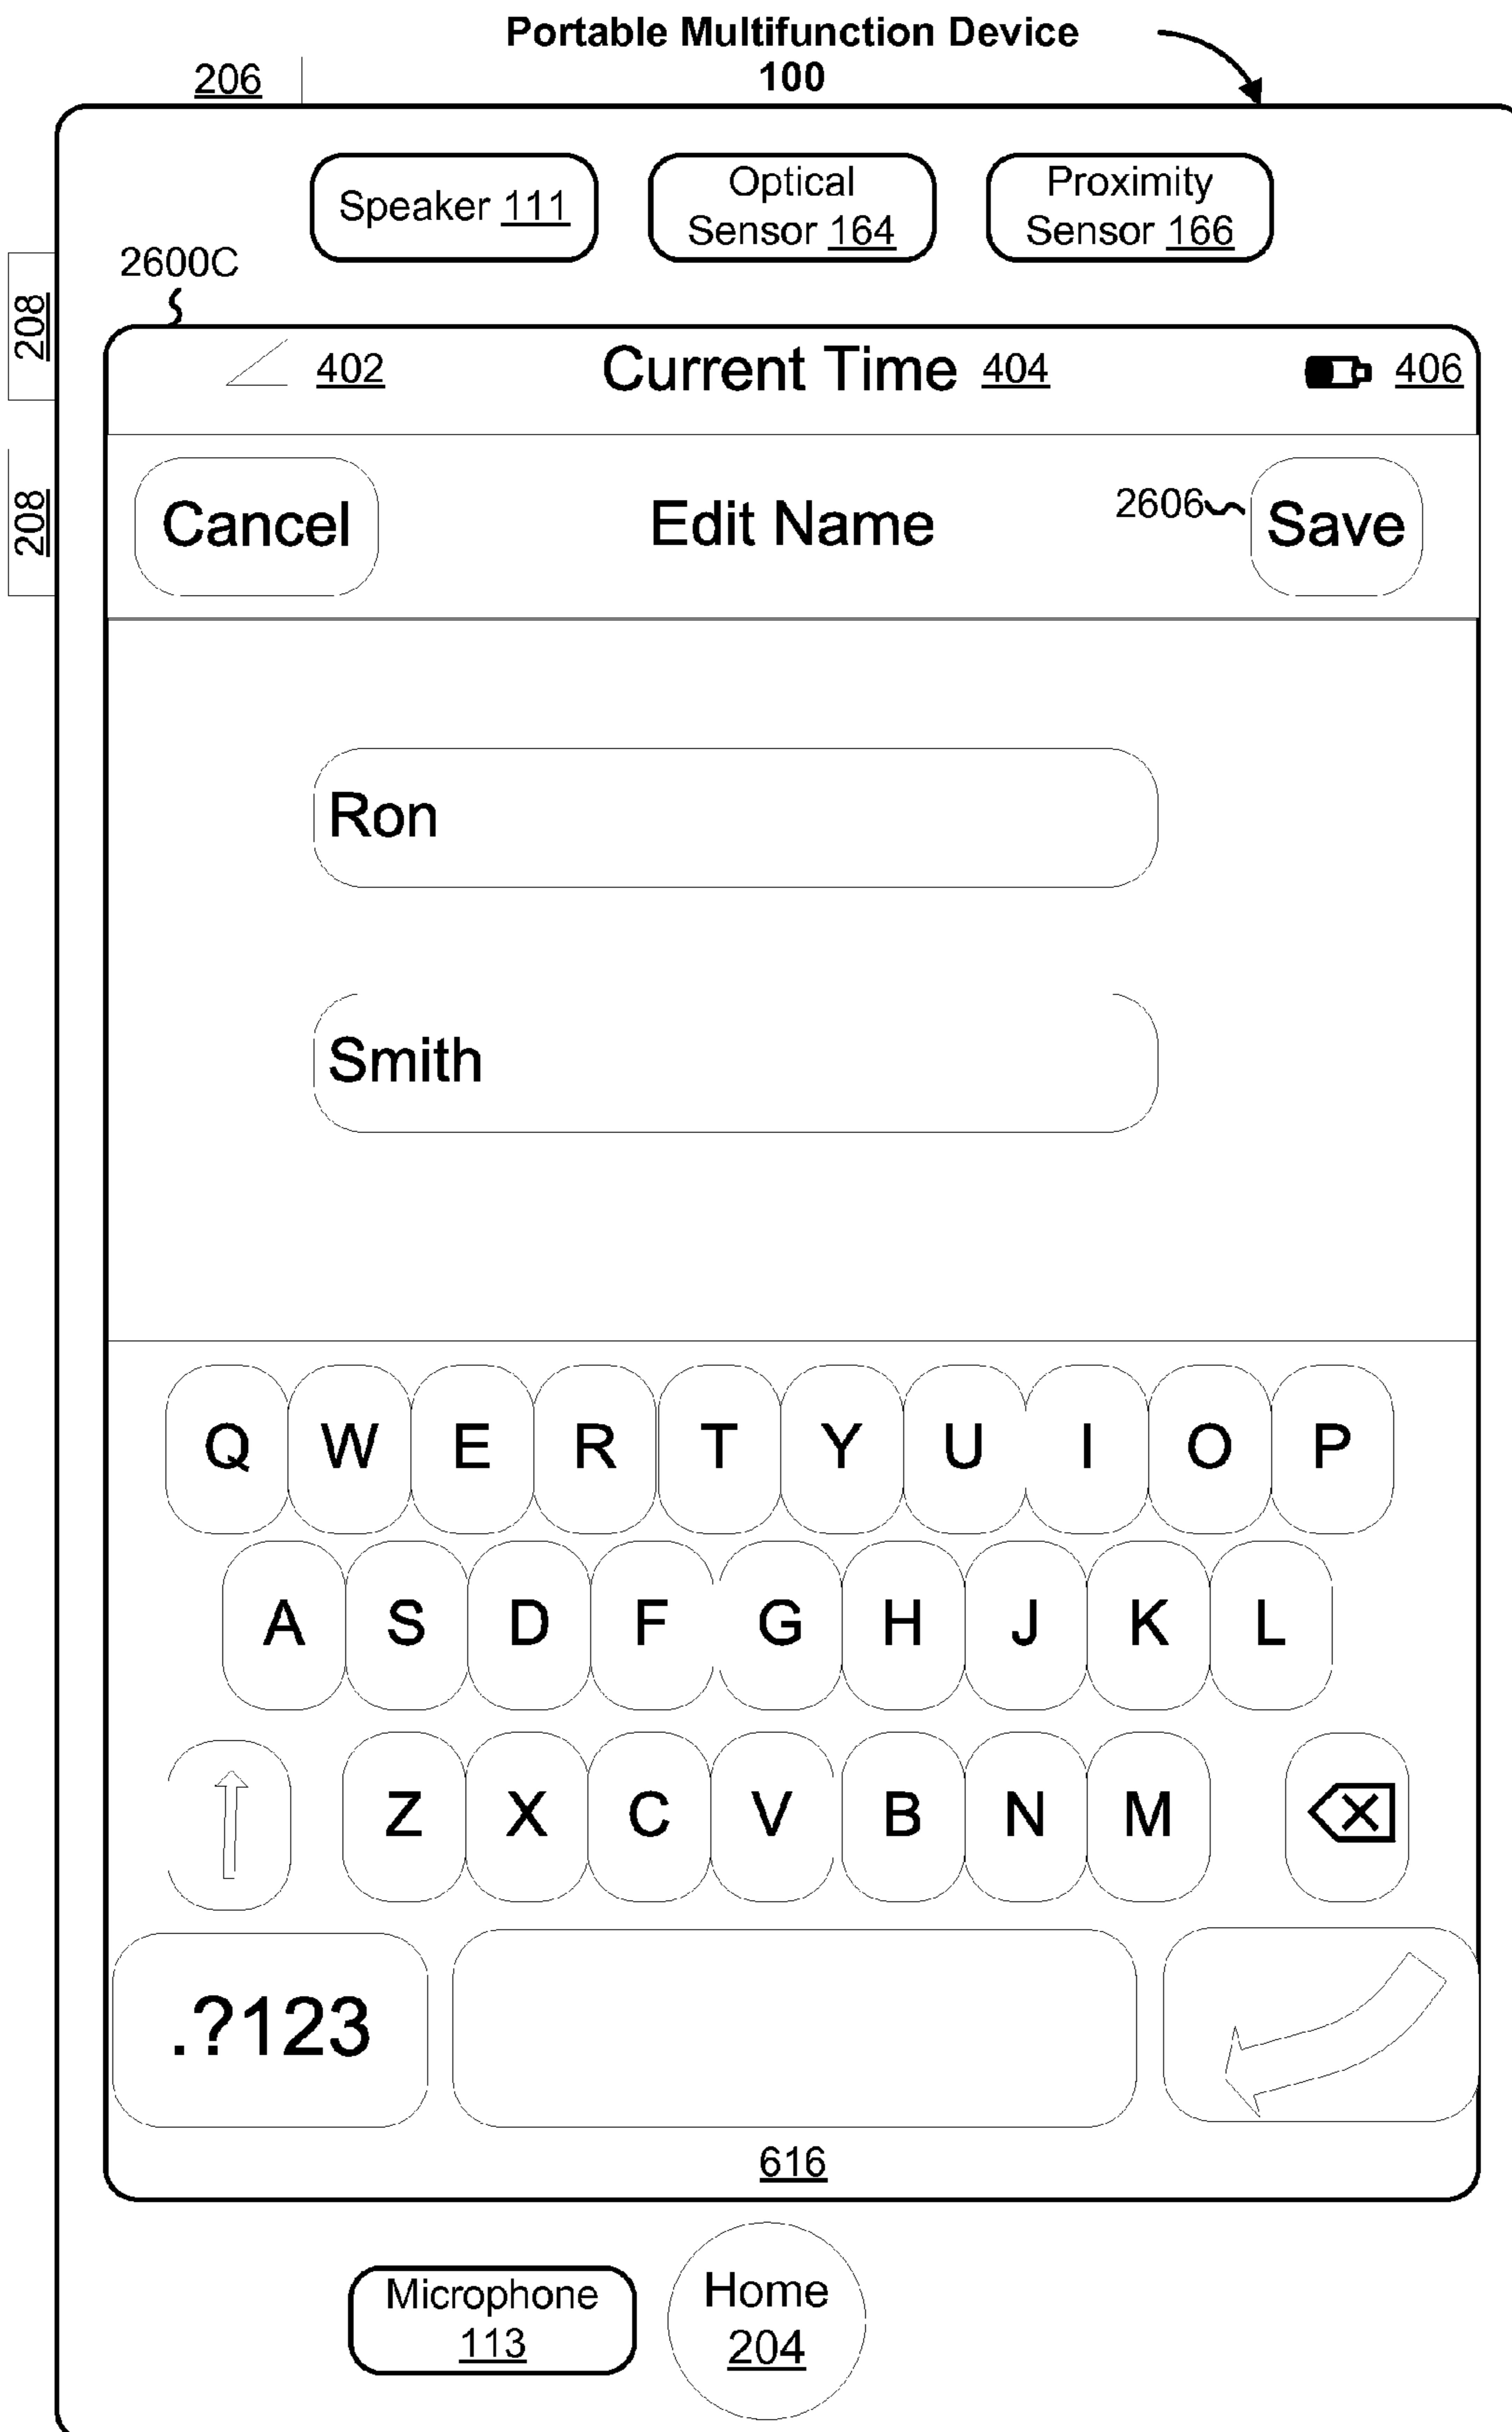 Portable Multifunction Device
100
206
Speaker 111
Optical
Sensor 164
Proximity
Sensor 166
2600C
208
402
Current Time 404
406
208
Cancel
Edit Name
2606
Save
Ron
Smith
Q W E R T Y U I O P
A S D F G H J K L
Z X C V B N M
.?123
616
Microphone
113
Home
204